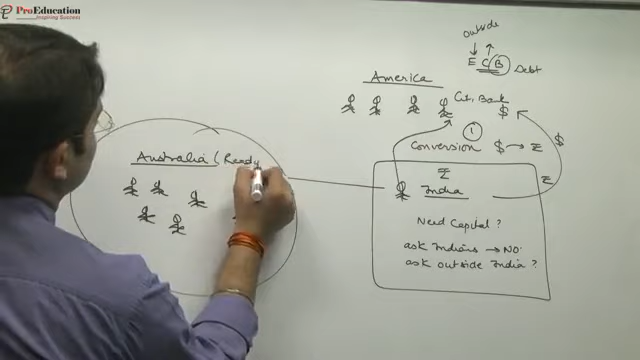 ProEducation
Inspiring Success
outside
E C B Debt
America
Citi Bank $
1
Conversion $ → ₹
$
₹
Australia (Ready
₹
India
Need Capital?
ask Indians → NO.
ask outside India?